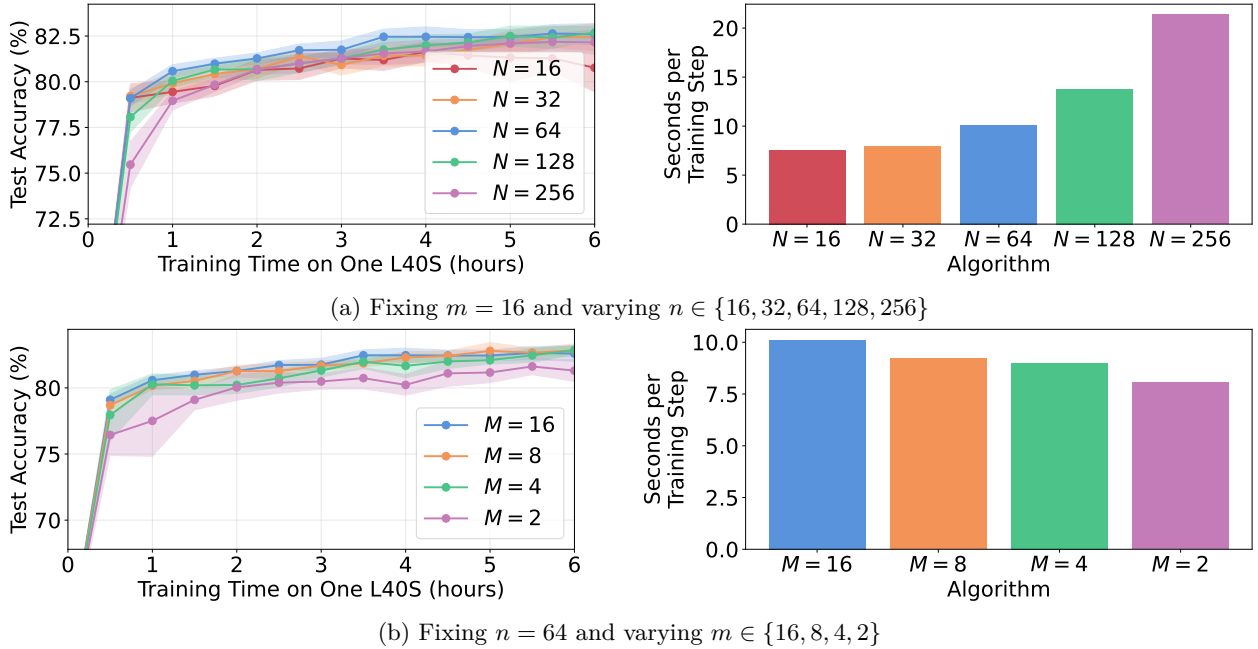 82.5
80.0
77.5
75.0
72.5
Test Accuracy (%)
N = 16
N = 32
N = 64
N = 128
N = 256
0 1 2 3 4 5 6
Training Time on One L40S (hours)
20
15
10
5
0
Seconds per
Training Step
N = 16 N = 32 N = 64 N = 128 N = 256
Algorithm
(a) Fixing m = 16 and varying n ∈ {16, 32, 64, 128, 256}
80
75
70
Test Accuracy (%)
M = 16
M = 8
M = 4
M = 2
0 1 2 3 4 5 6
Training Time on One L40S (hours)
10.0
7.5
5.0
2.5
0.0
Seconds per
Training Step
M = 16 M = 8 M = 4 M = 2
Algorithm
(b) Fixing n = 64 and varying m ∈ {16, 8, 4, 2}